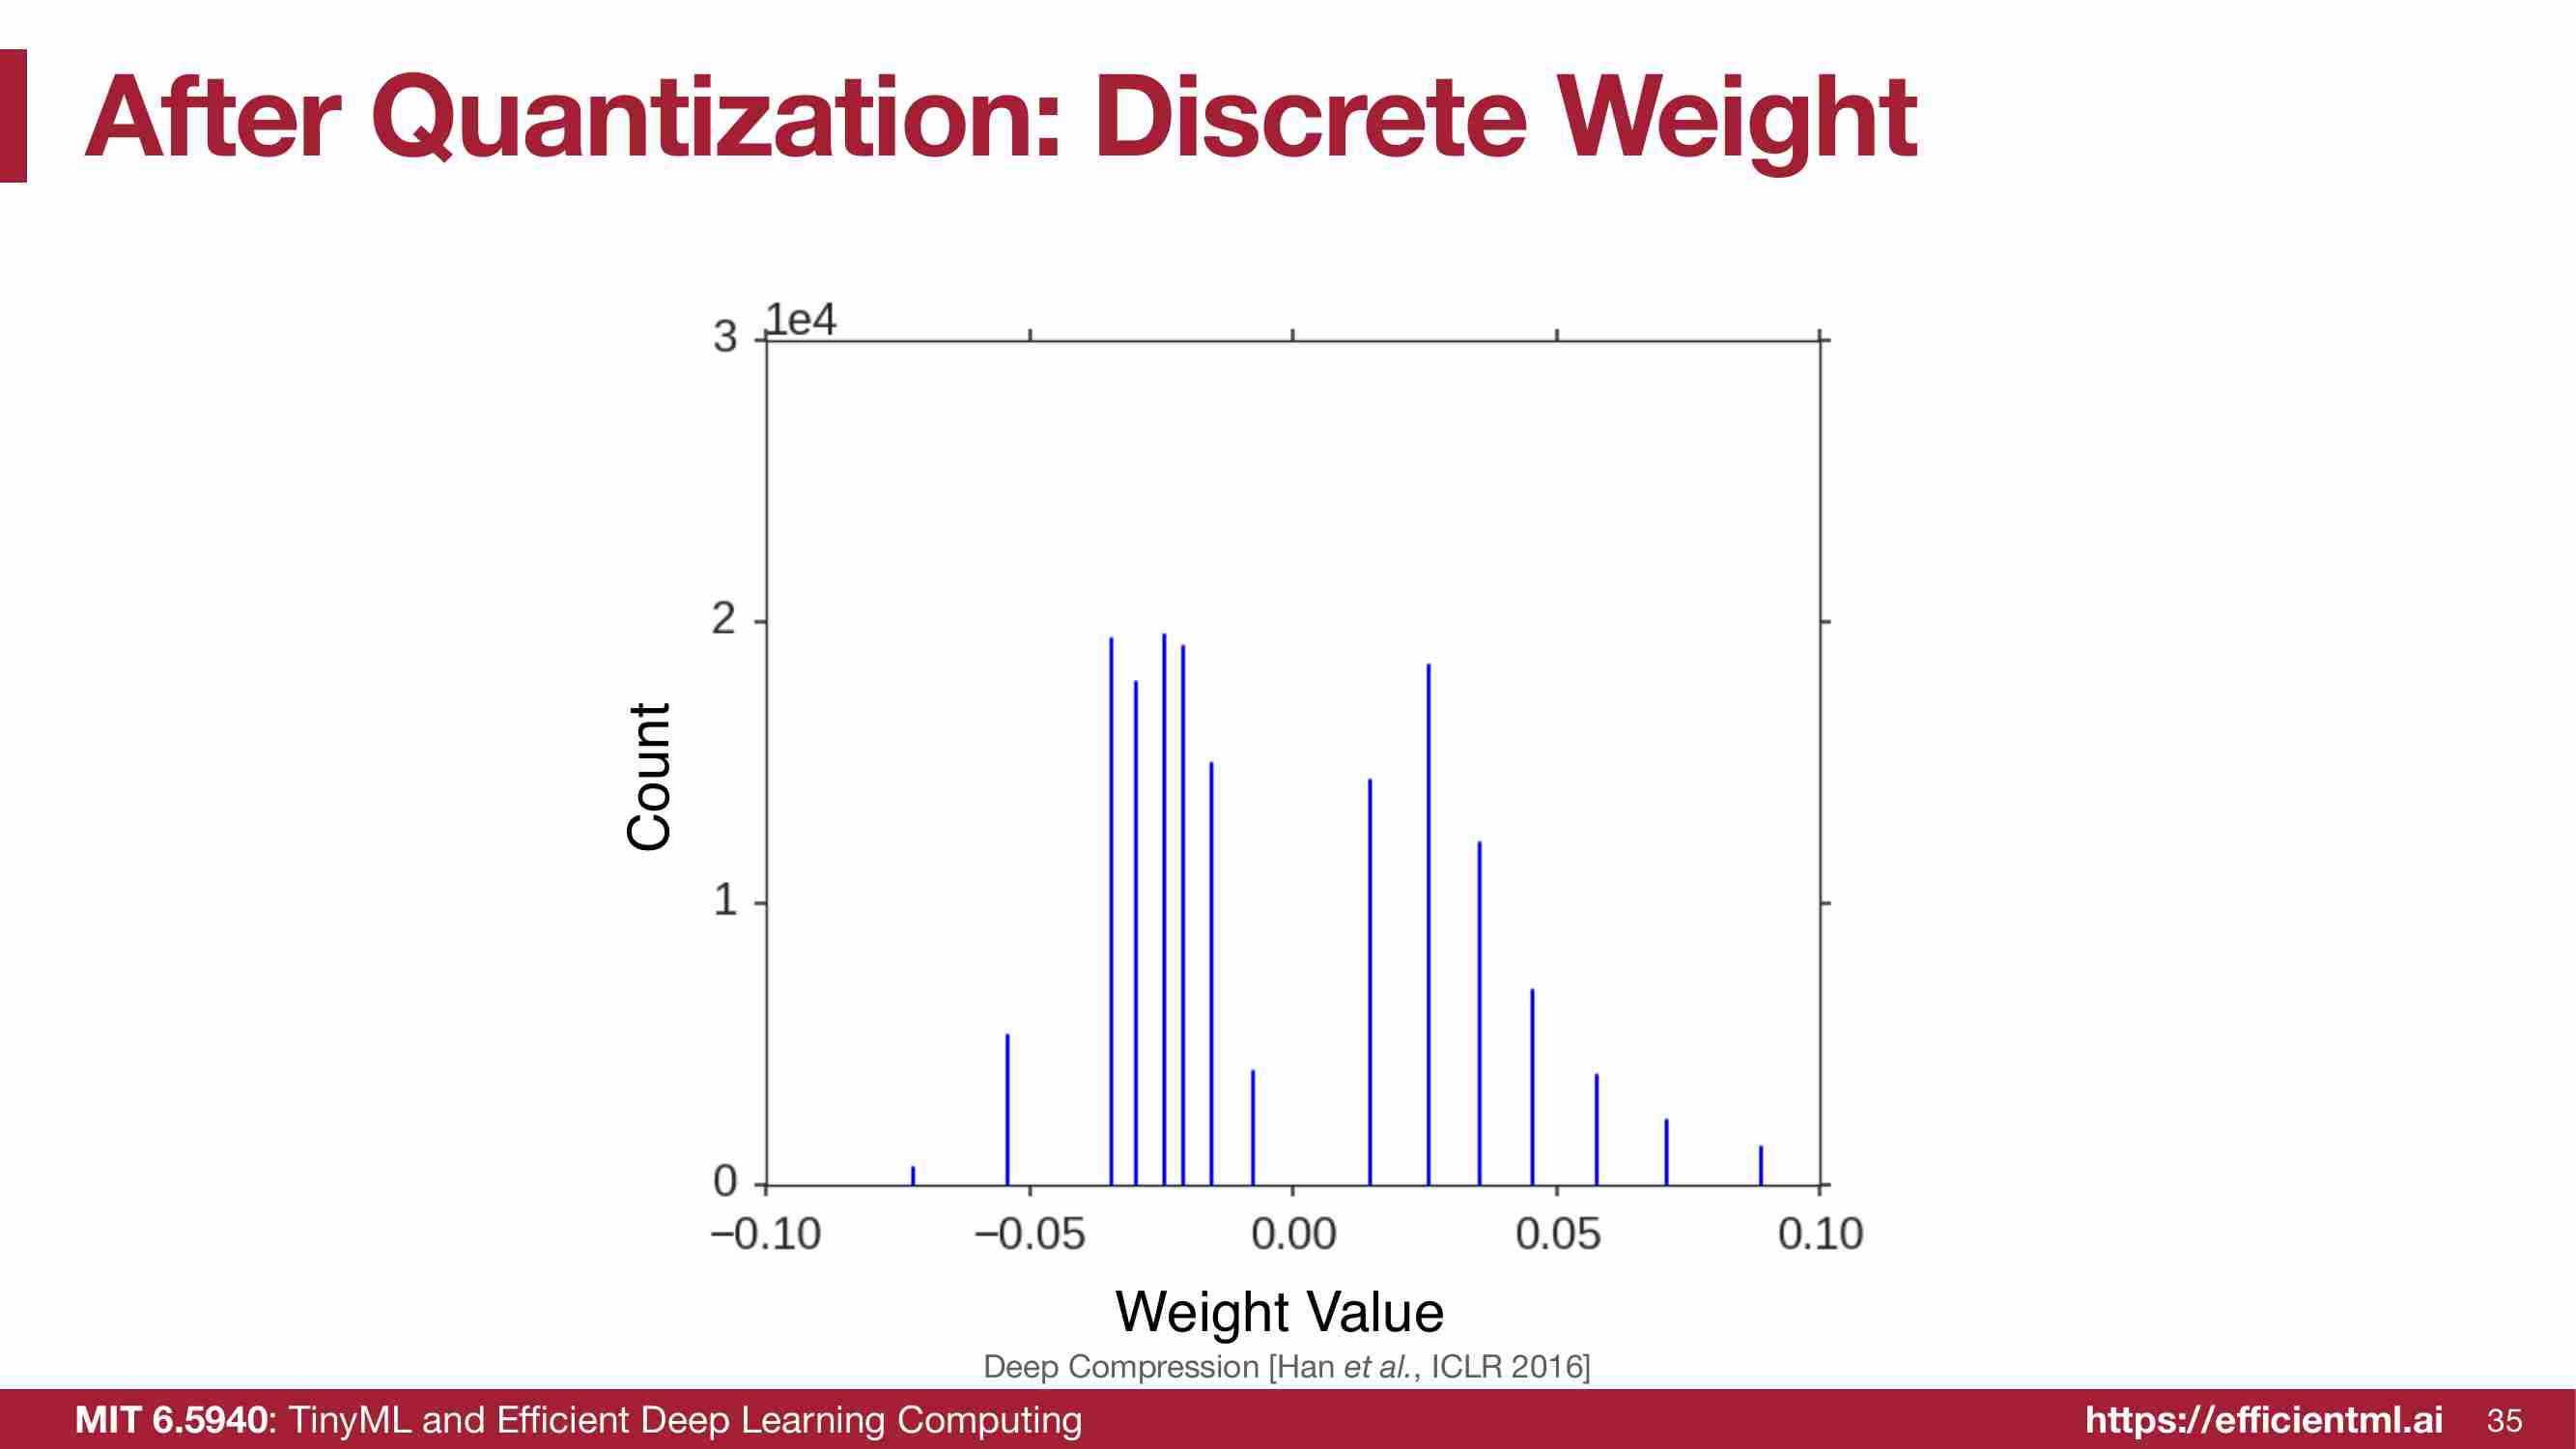 After Quantization: Discrete Weight
1e4
3
2
1
0
Count
−0.10 −0.05 0.00 0.05 0.10
Weight Value
Deep Compression [Han et al., ICLR 2016]
MIT 6.5940: TinyML and Efficient Deep Learning Computing https://efficientml.ai 35